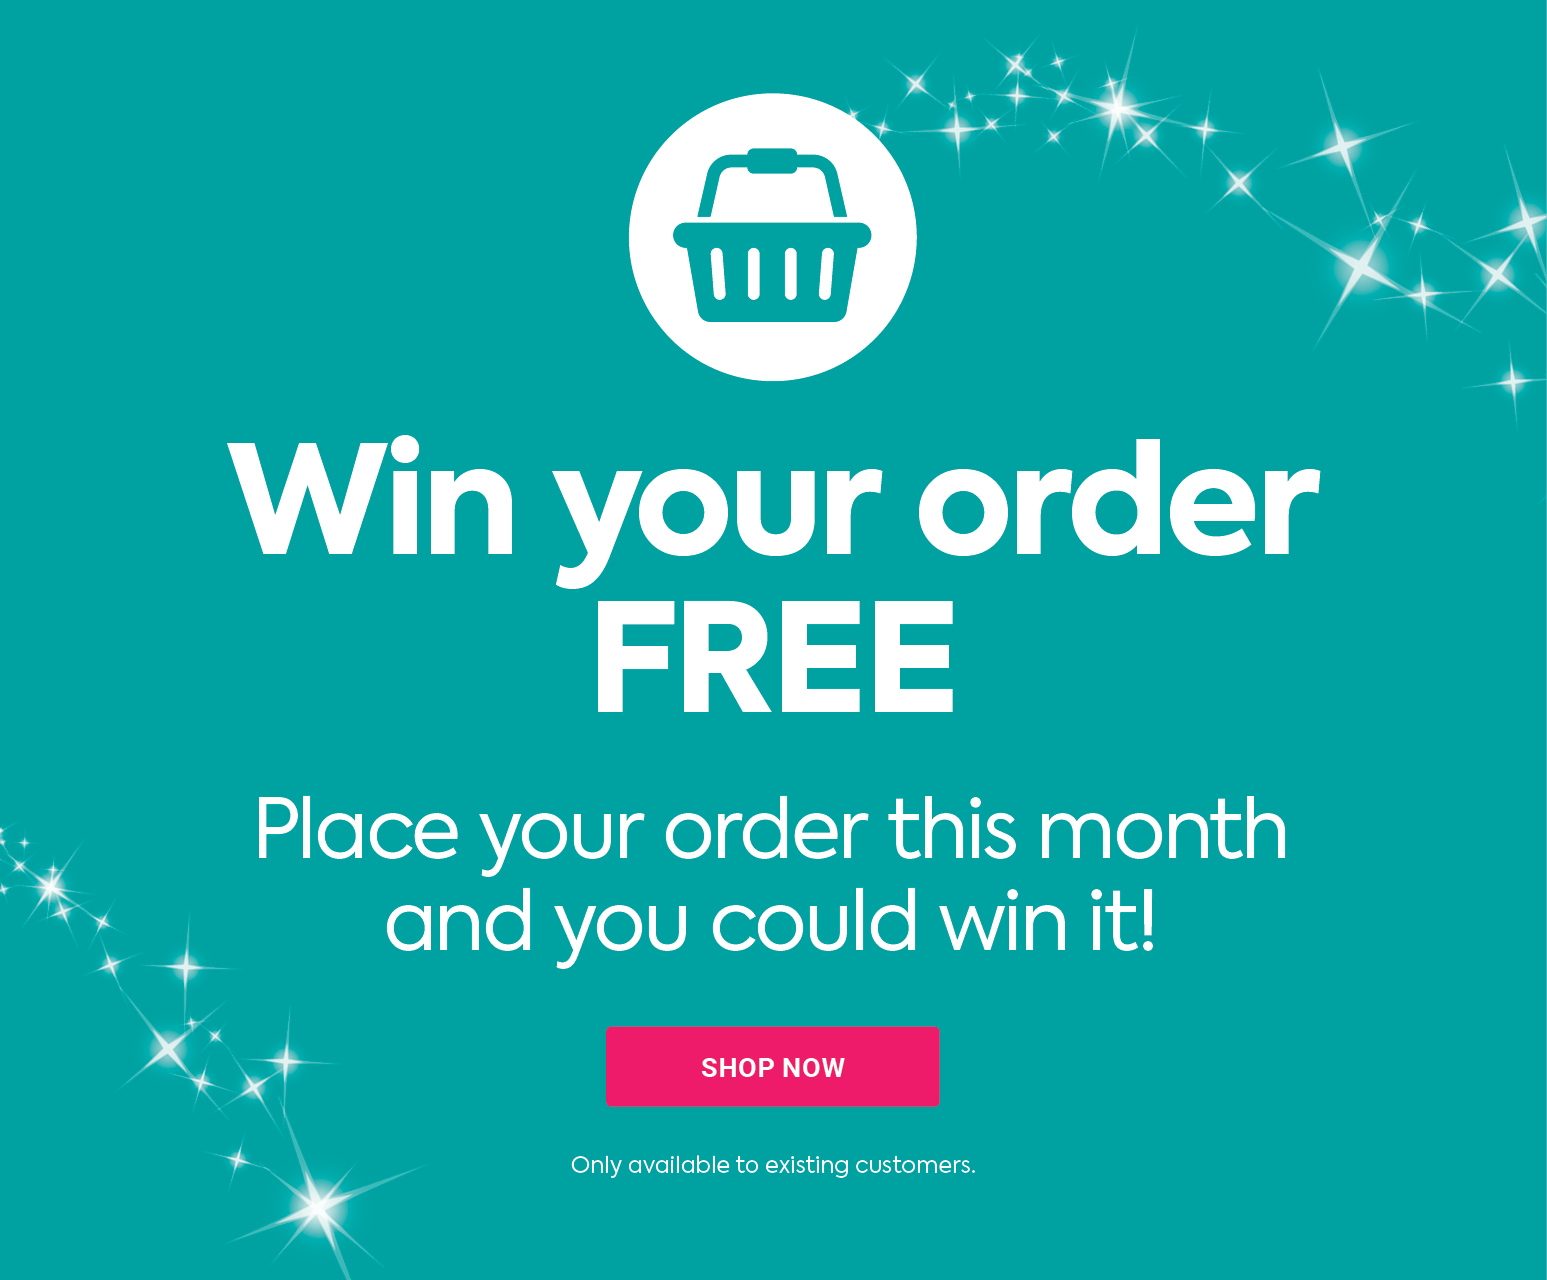 Win your order
FREE
Place your order this month
and you could win it!
SHOP NOW
Only available to existing customers.